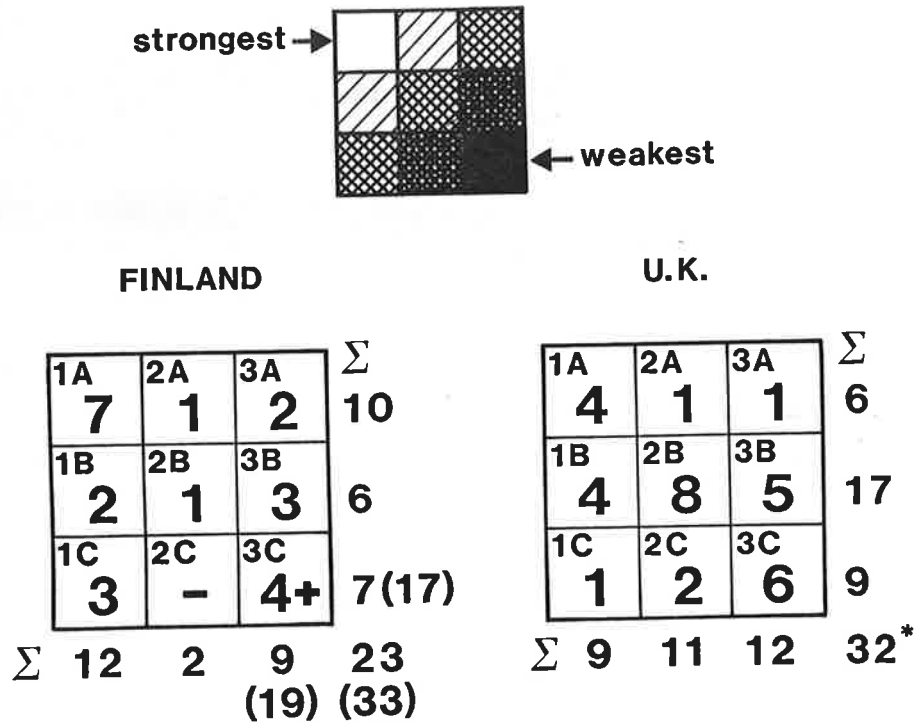 strongest
weakest
FINLAND
1A 2A 3A Σ
7 1 2 10
1B 2B 3B
2 1 3 6
1C 2C 3C
3 - 4+ 7(17)
Σ 12 2 9 23
(19) (33)
U.K.
1A 2A 3A Σ
4 1 1 6
1B 2B 3B
4 8 5 17
1C 2C 3C
1 2 6 9
Σ 9 11 12 32*